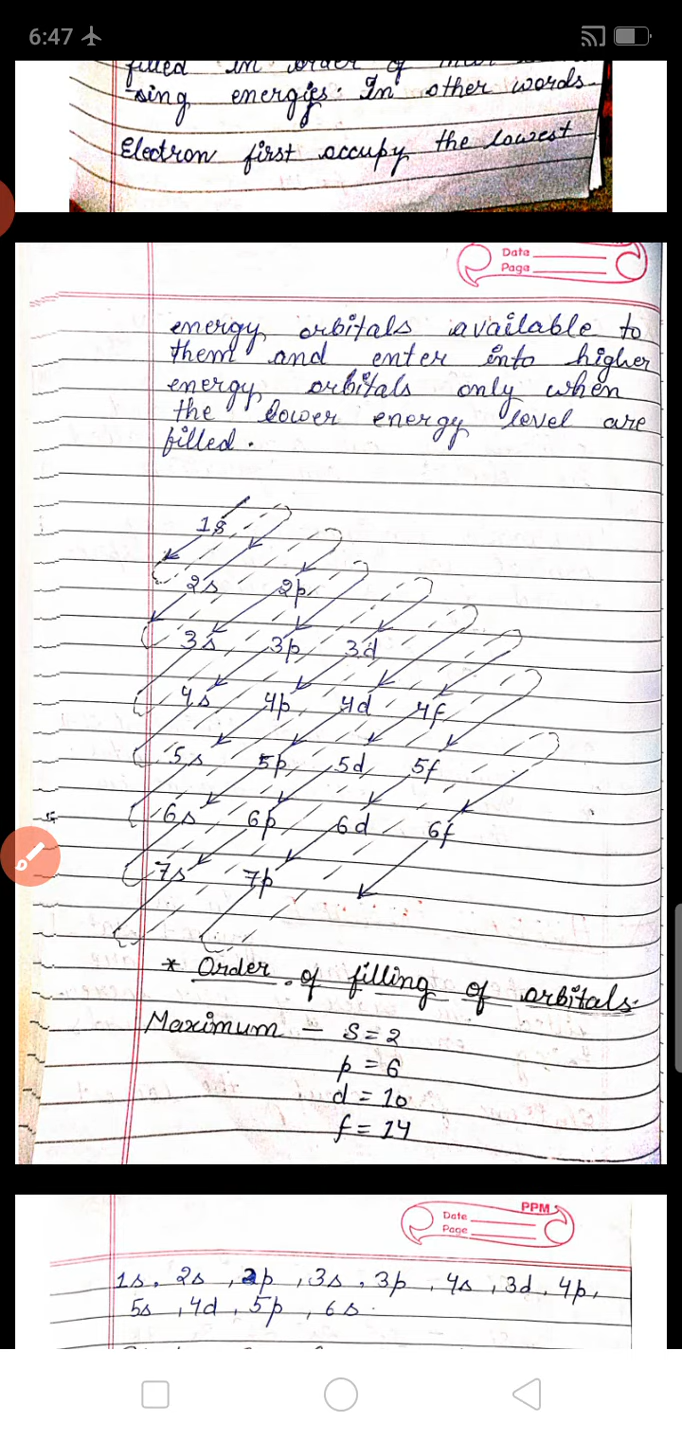 6:47
filled in order of
-sing energies. In other words
Electron first occupy the lowest
Date
Page
energy orbitals available to
them and enter into higher
energy orbitals only when
the lower energy level are
filled.
1s
2s 2p
3s 3p 3d
4s 4p 4d 4f
5s 5p 5d 5f
6s 6p 6d 6f
7s 7p
* Order of filling of orbitals.
Maximum - s = 2
p = 6
d = 10
f = 14
PPM
Date
Page
1s, 2s, 2p, 3s, 3p, 4s, 3d, 4p,
5s, 4d, 5p, 6s.